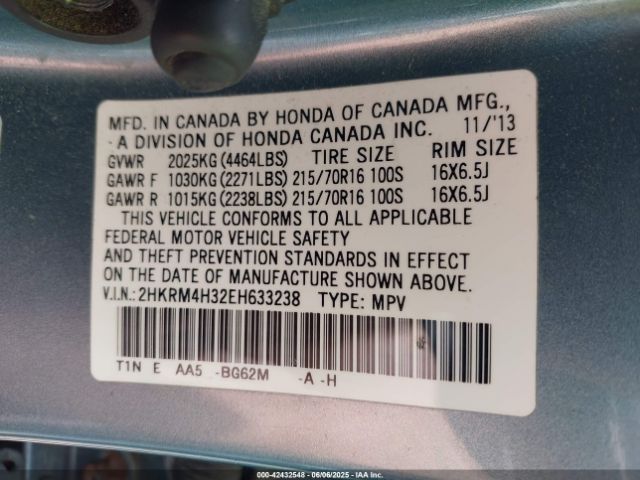 MFD. IN CANADA BY HONDA OF CANADA MFG.,
-A DIVISION OF HONDA CANADA INC. 11/'13
GVWR 2025KG (4464LBS) TIRE SIZE RIM SIZE
GAWR F 1030KG (2271LBS) 215/70R16 100S 16X6.5J
GAWR R 1015KG (2238LBS) 215/70R16 100S 16X6.5J
THIS VEHICLE CONFORMS TO ALL APPLICABLE
FEDERAL MOTOR VEHICLE SAFETY
AND THEFT PREVENTION STANDARDS IN EFFECT
ON THE DATE OF MANUFACTURE SHOWN ABOVE.
V.I.N.: 2HKRM4H32EH633238 TYPE: MPV
T1N E AA5 -BG62M -A -H
000-42432548 - 06/06/2025 - IAA Inc.